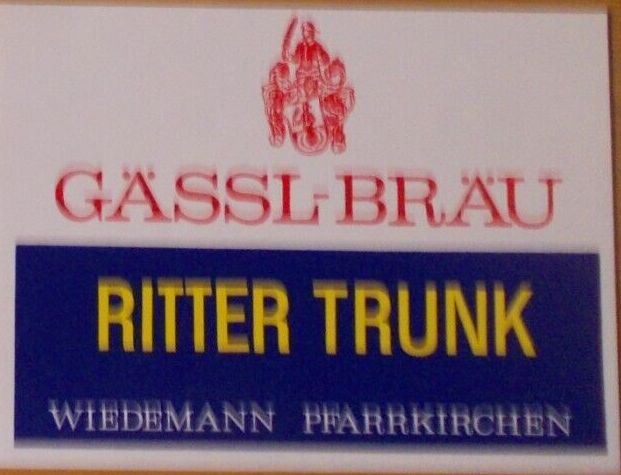 GÄSSL-BRÄU
RITTER TRUNK
WIEDEMANN PFARRKIRCHEN